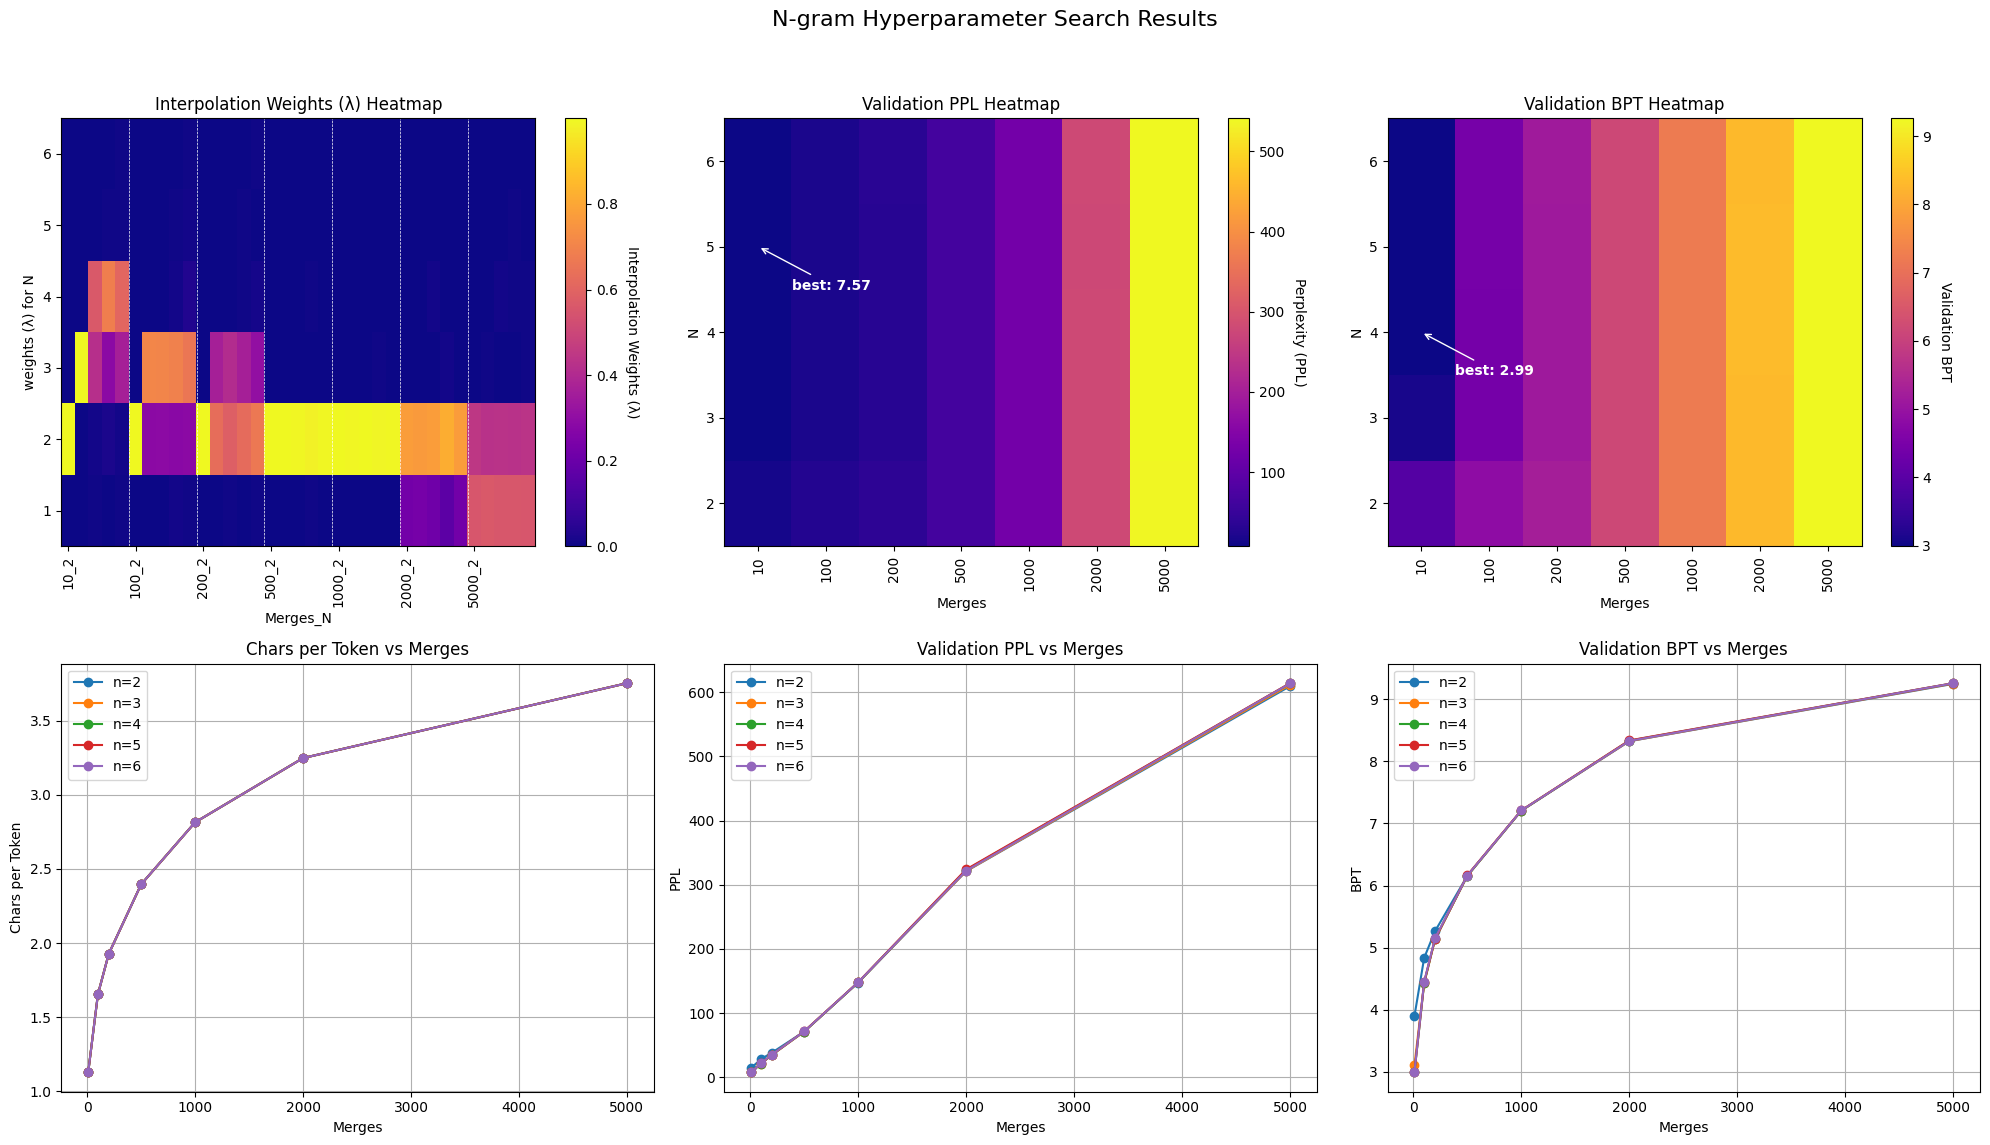 N-gram Hyperparameter Search Results
Interpolation Weights (λ) Heatmap
weights (λ) for N
6
5
4
3
2
1
10_2
100_2
200_2
500_2
1000_2
2000_2
5000_2
Merges_N
0.8
0.6
0.4
0.2
0.0
Interpolation Weights (λ)
Validation PPL Heatmap
N
6
5
4
3
2
best: 7.57
10
100
200
500
1000
2000
5000
Merges
500
400
300
200
100
Perplexity (PPL)
Validation BPT Heatmap
N
6
5
4
3
2
best: 2.99
10
100
200
500
1000
2000
5000
Merges
9
8
7
6
5
4
3
Validation BPT
Chars per Token vs Merges
Chars per Token
3.5
3.0
2.5
2.0
1.5
1.0
n=2
n=3
n=4
n=5
n=6
0
1000
2000
3000
4000
5000
Merges
Validation PPL vs Merges
PPL
600
500
400
300
200
100
0
n=2
n=3
n=4
n=5
n=6
0
1000
2000
3000
4000
5000
Merges
Validation BPT vs Merges
BPT
9
8
7
6
5
4
3
n=2
n=3
n=4
n=5
n=6
0
1000
2000
3000
4000
5000
Merges